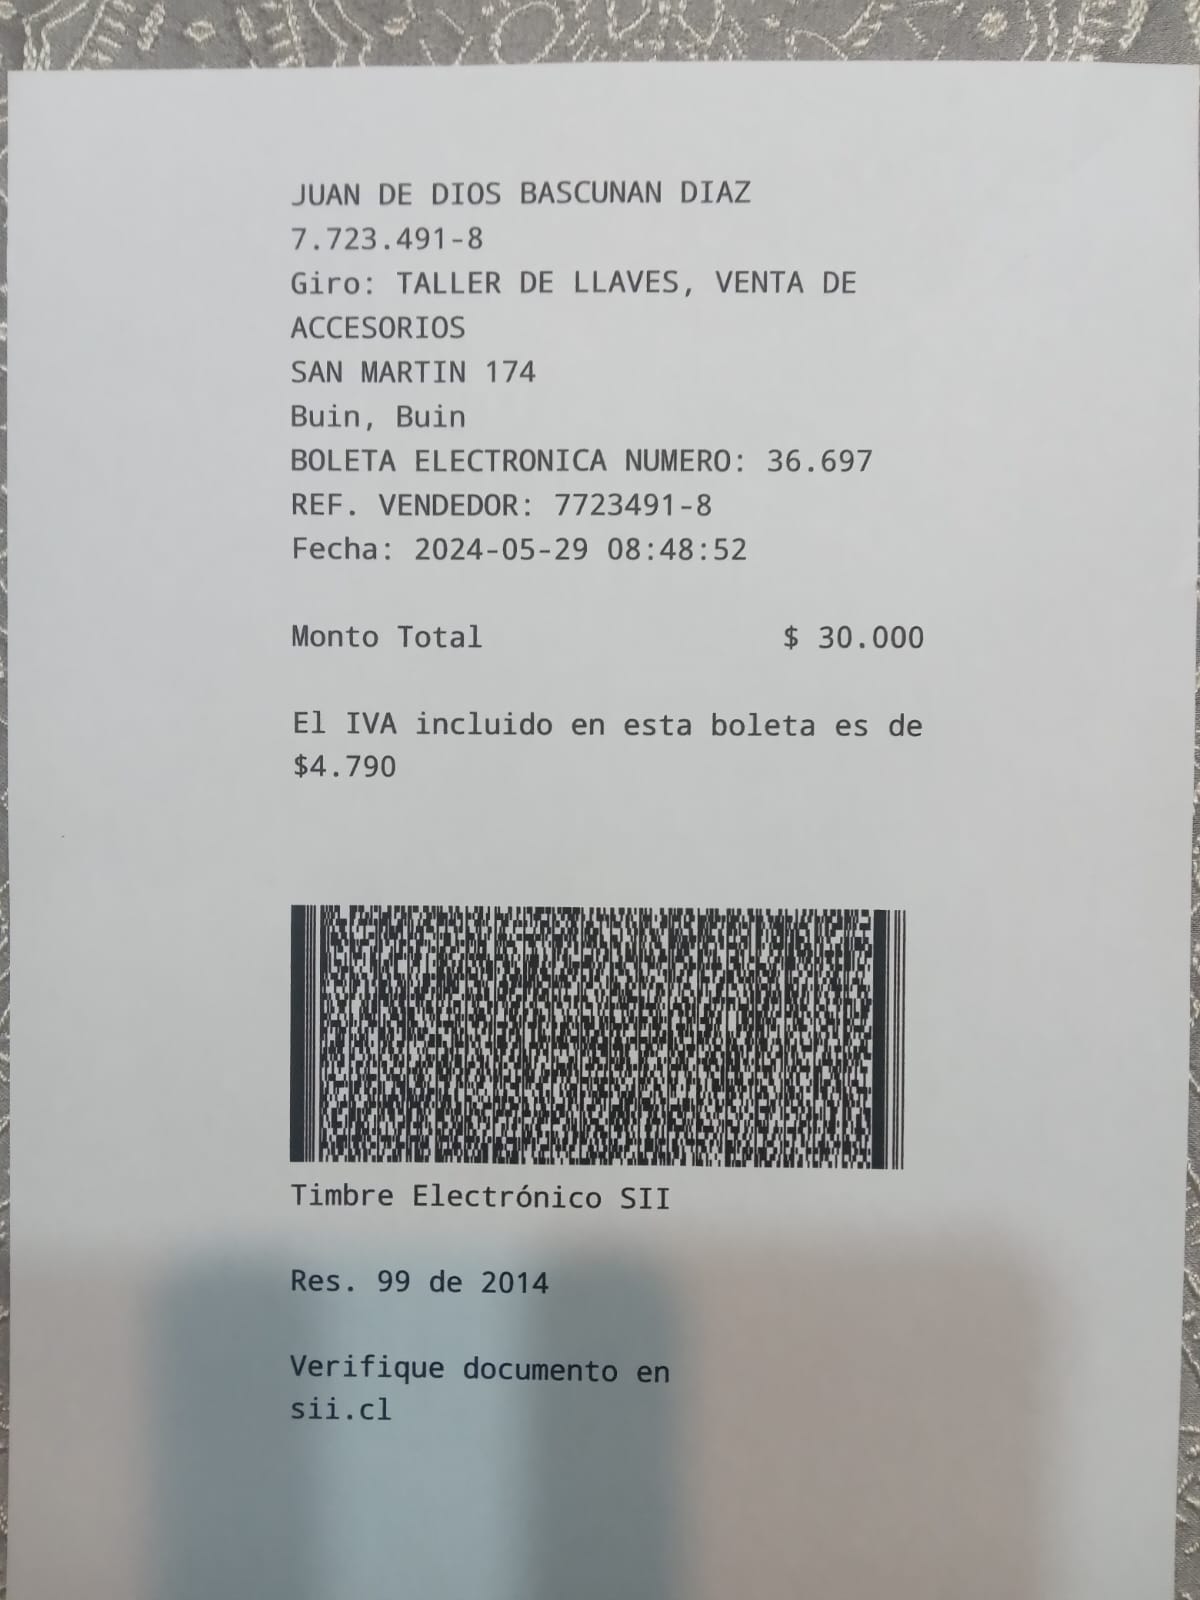 JUAN DE DIOS BASCUNAN DIAZ
7.723.491-8
Giro: TALLER DE LLAVES, VENTA DE
ACCESORIOS
SAN MARTIN 174
Buin, Buin
BOLETA ELECTRONICA NUMERO: 36.697
REF. VENDEDOR: 7723491-8
Fecha: 2024-05-29 08:48:52
Monto Total $ 30.000
El IVA incluido en esta boleta es de
$4.790
Timbre Electrónico SII
Res. 99 de 2014
Verifique documento en
sii.cl